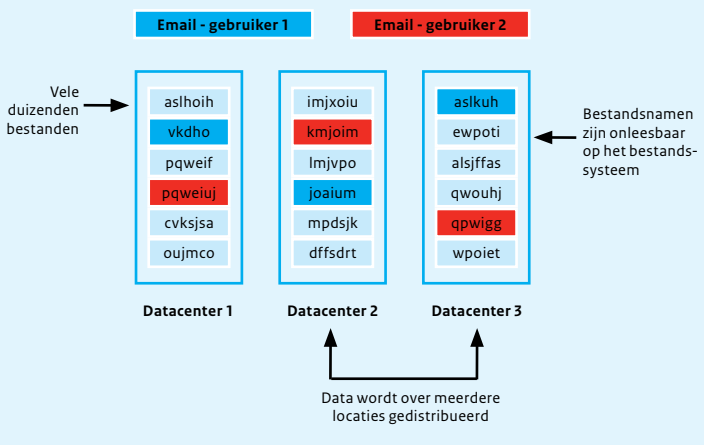 Email - gebruiker 1
Email - gebruiker 2
Vele
duizenden
bestanden
aslhoih
vkdho
pqweif
pqweiuj
cvksjsa
oujmco
Datacenter 1
imjxoiu
kmjoim
lmjvpo
joaium
mpdsjk
dffsdrt
Datacenter 2
aslkuh
ewpoti
alsjffas
qwouhj
qpwigg
wpoiet
Datacenter 3
Bestandsnamen
zijn onleesbaar
op het bestands-
systeem
Data wordt over meerdere
locaties gedistribueerd